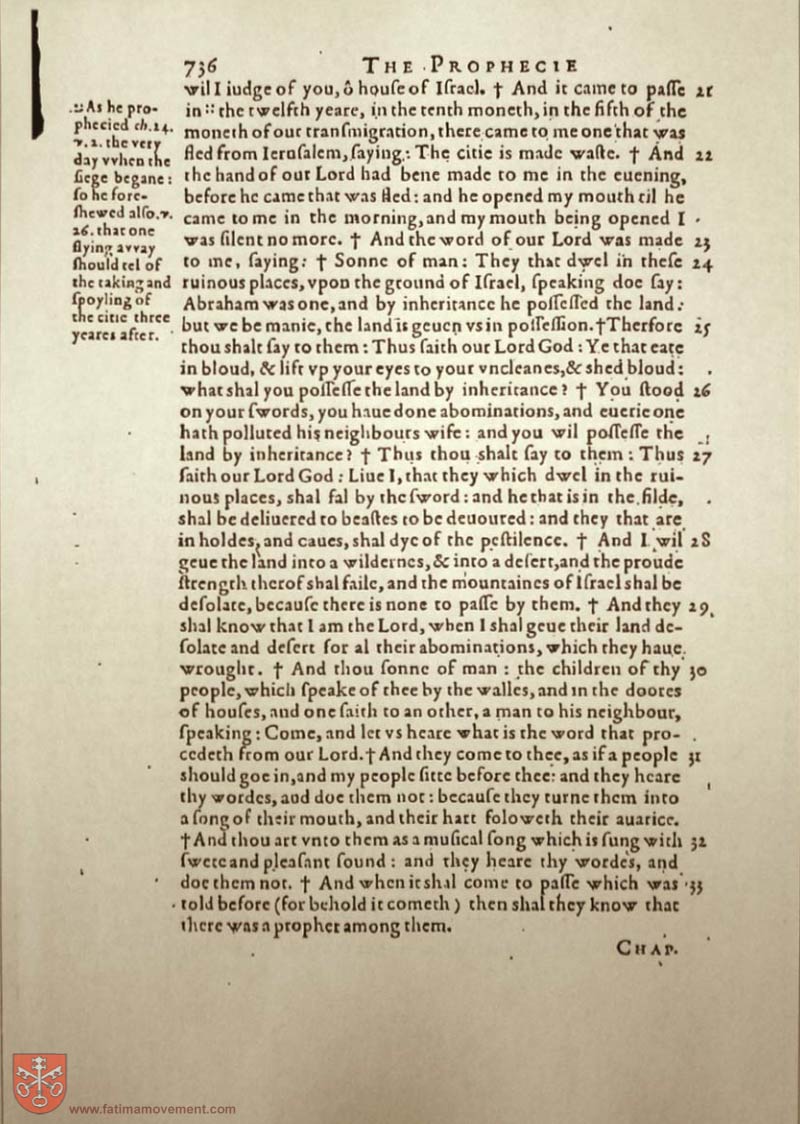 736 THE PROPHECIE
wil I iudge of you, ô houſe of Iſrael. † And it came to paſſe 21
in :: the twelfth yeare, in the tenth moneth, in the fifth of the
moneth of our tranſmigration, there came to me one that was
fled from Ieruſalem, ſaying: The citie is made waſte. † And 22
the hand of our Lord had bene made to me in the euening,
before he came that was fled: and he opened my mouth til he
came to me in the morning, and my mouth being opened I
was ſilent no more. † And the word of our Lord was made 23
to me, ſaying: † Sonne of man: They that dwel in theſe 24
ruinous places, vpon the ground of Iſrael, ſpeaking doe ſay:
Abraham was one, and by inheritance he poſſeſſed the land:
but we be manie, the land is geuen vs in poſſeſſion. † Therfore 25
thou shalt ſay to them: Thus ſaith our Lord God: Ye that eate
in bloud, & lift vp your eyes to your vncleanes, & shed bloud:
what shal you poſſeſſe the land by inheritance? † You ſtood 26
on your ſwords, you haue done abominations, and euerie one
hath polluted his neighbours wife: and you wil poſſeſſe the
land by inheritance? † Thus thou shalt ſay to them: Thus 27
ſaith our Lord God: Liue I, that they which dwel in the rui-
nous places, shal fal by the ſword: and he that is in the filde,
shal be deliuered to beaſtes to be deuoured: and they that are
in holdes, and caues, shal dye of the peſtilence. † And I wil 28
geue the land into a wildernes, & into a deſert, and the proude
ſtrength therof shal faile, and the mountaines of Iſrael shal be
deſolate, becauſe there is none to paſſe by them. † And they 29
shal know that I am the Lord, when I shal geue their land de-
ſolate and deſert for al their abominations, which they haue
wrought. † And thou ſonne of man: the children of thy 30
people, which ſpeake of thee by the walles, and in the doores
of houſes, and one ſaith to an other, a man to his neighbour,
ſpeaking: Come, and let vs heare what is the word that pro-
cedeth from our Lord. † And they come to thee, as if a people 31
should goe in, and my people ſitte before thee: and they heare
thy wordes, and doe them not: becauſe they turne them into
a ſong of their mouth, and their hart foloweth their auarice.
† And thou art vnto them as a muſical ſong which is ſung with 32
ſwete and pleaſant ſound: and they heare thy wordes, and
doe them not. † And when it shal come to paſſe which was 33
told before (for behold it cometh) then shal they know that
there was a prophet among them.
CHAP.
:: As he pro-
phecied ch. 24.
v. 2. the very
day vvhen the
ſiege began:
ſo he fore-
ſhewed alſo. v.
26. that one
flying avvay
ſhould tel of
the taking and
ſpoyling of
the citie three
yeares after.
www.fatimamovement.com